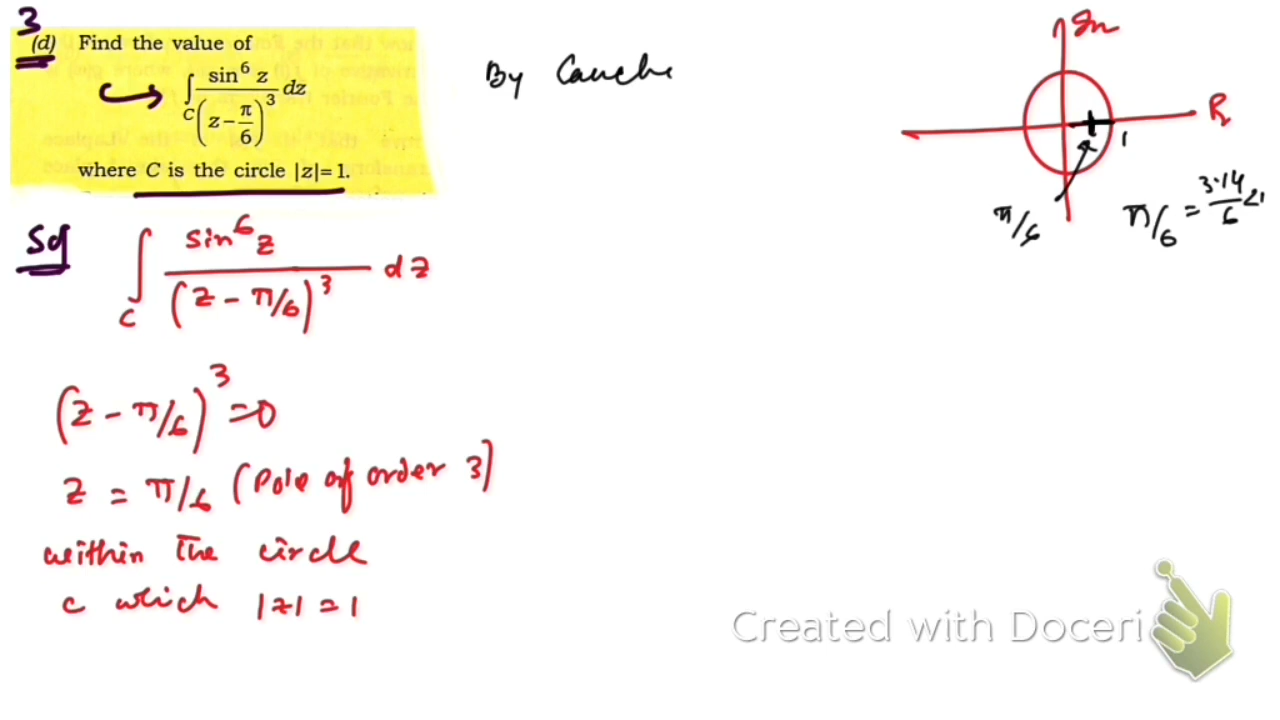 3
(d) Find the value of
∫_C sin⁶ z / (z − π/6)³ dz
where C is the circle |z|=1.
By Cauche
Im
R
1
π/6
π/6 = 3.14/6 <1
Sol
∫_C sin⁶ z / (z − π/6)³ dz
(z − π/6)³ = 0
z = π/6 (Pole of order 3)
within the circle
c which |z| = 1
Created with Doceri